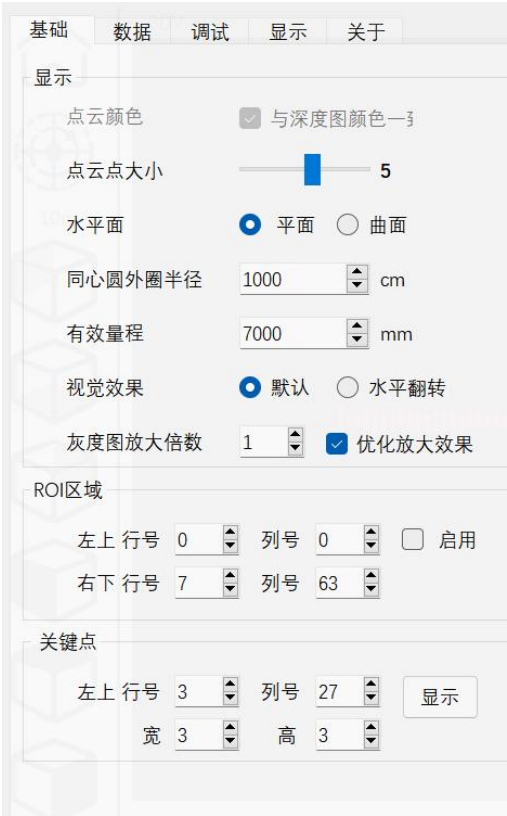 基础 数据 调试 显示 关于
显示
点云颜色 与深度图颜色一致
点云点大小 5
水平面 平面 曲面
同心圆外圈半径 1000 cm
有效量程 7000 mm
视觉效果 默认 水平翻转
灰度图放大倍数 1 优化放大效果
ROI区域
左上 行号 0 列号 0 启用
右下 行号 7 列号 63
关键点
左上 行号 3 列号 27 显示
宽 3 高 3